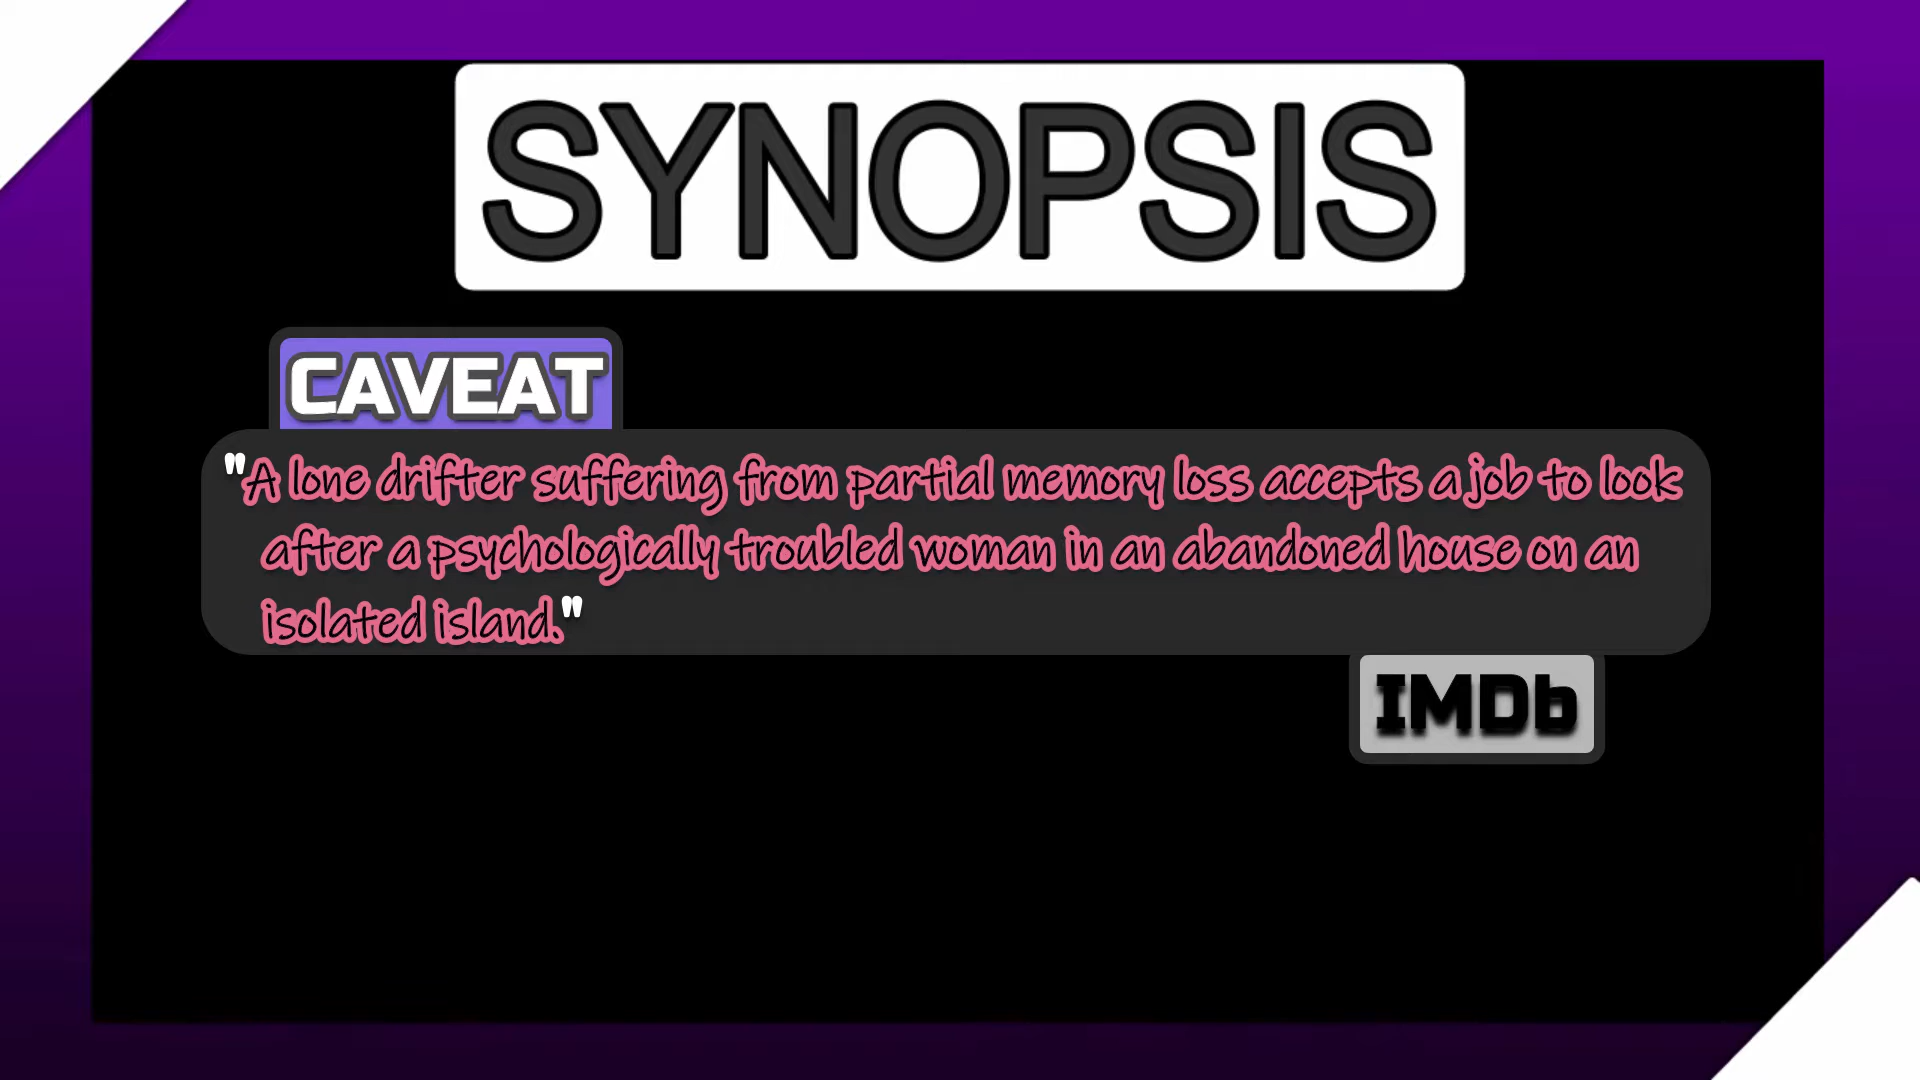 SYNOPSIS
CAVEAT
"A lone drifter suffering from partial memory loss accepts a job to look
after a psychologically troubled woman in an abandoned house on an
isolated island."
IMDb